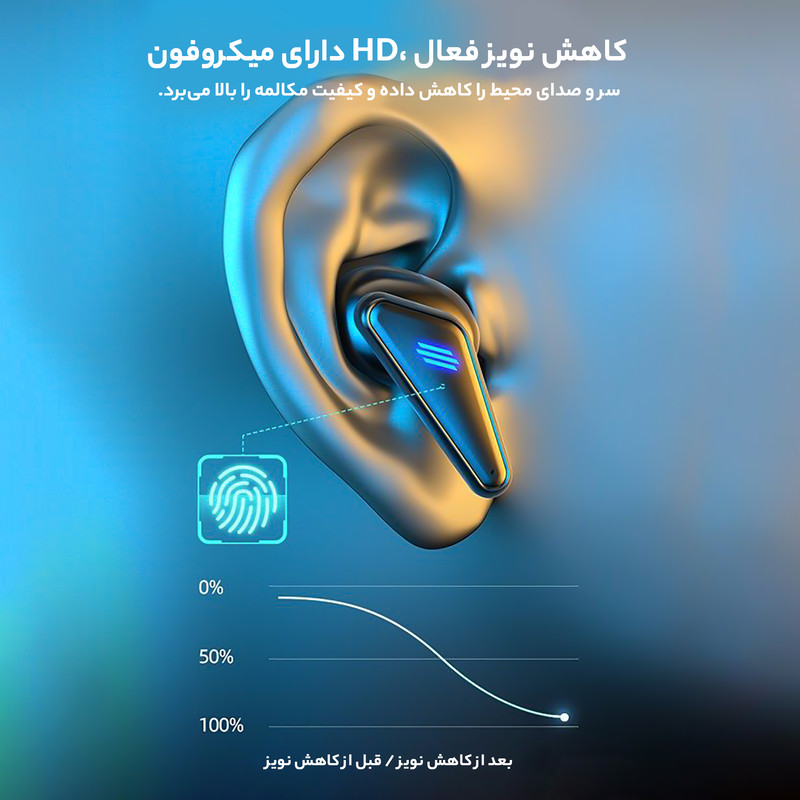 کاهش نویز فعال HD، دارای میکروفون
سر و صدای محیط را کاهش داده و کیفیت مکالمه را بالا می‌برد.
0%
50%
100%
بعد از کاهش نویز / قبل از کاهش نویز